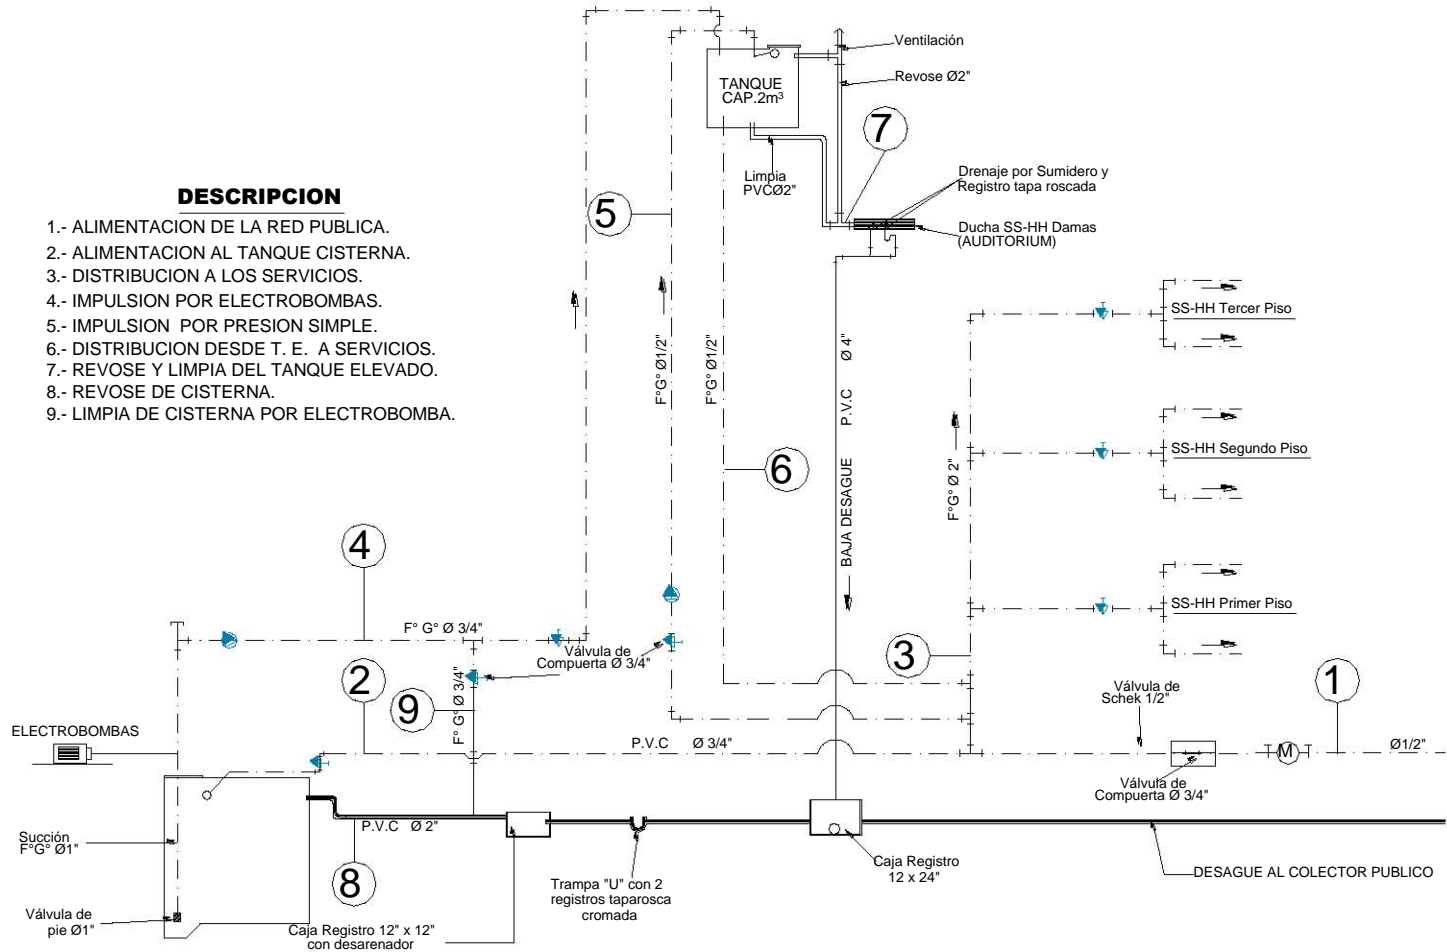 Ventilación
TANQUE
CAP.2m³
Revose Ø2"
7
Limpia
PVCØ2"
Drenaje por Sumidero y
Registro tapa roscada
Ducha SS-HH Damas
(AUDITORIUM)
DESCRIPCION
1.- ALIMENTACION DE LA RED PUBLICA.
2.- ALIMENTACION AL TANQUE CISTERNA.
3.- DISTRIBUCION A LOS SERVICIOS.
4.- IMPULSION POR ELECTROBOMBAS.
5.- IMPULSION POR PRESION SIMPLE.
6.- DISTRIBUCION DESDE T. E. A SERVICIOS.
7.- REVOSE Y LIMPIA DEL TANQUE ELEVADO.
8.- REVOSE DE CISTERNA.
9.- LIMPIA DE CISTERNA POR ELECTROBOMBA.
5
F°G° Ø1/2"
F°G° Ø1/2"
6
BAJA DESAGUE P.V.C Ø 4"
F°G° Ø 2"
SS-HH Tercer Piso
SS-HH Segundo Piso
SS-HH Primer Piso
4
F° G° Ø 3/4"
Válvula de
Compuerta Ø 3/4"
3
2
9
F° G° Ø 3/4"
P.V.C Ø 3/4"
Válvula de
Schek 1/2"
1
M
Ø1/2"
Válvula de
Compuerta Ø 3/4"
ELECTROBOMBAS
Succión
F°G° Ø1"
Válvula de
pie Ø1"
P.V.C Ø 2"
8
Caja Registro 12" x 12"
con desarenador
Trampa "U" con 2
registros taparosca
cromada
Caja Registro
12 x 24"
DESAGUE AL COLECTOR PUBLICO